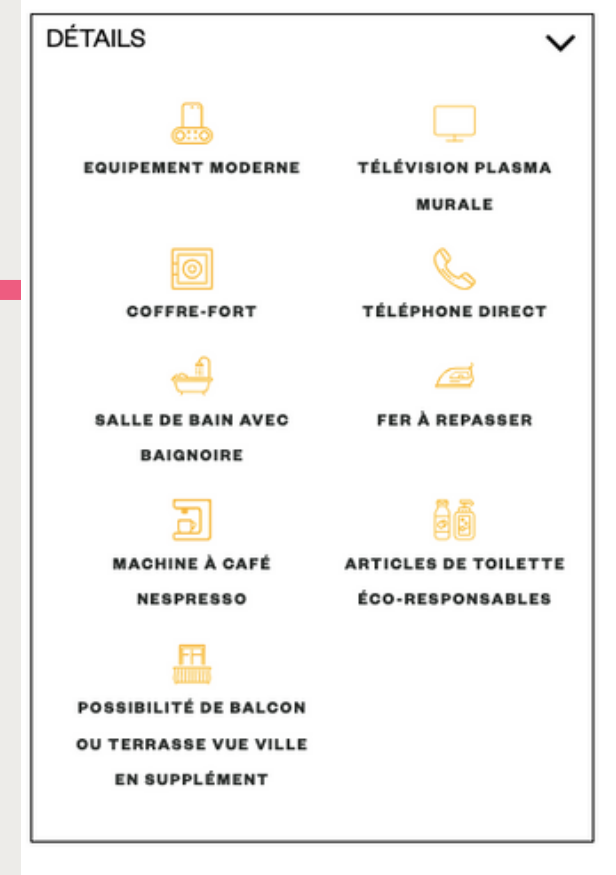 DÉTAILS
EQUIPEMENT MODERNE
TÉLÉVISION PLASMA
MURALE
COFFRE-FORT
TÉLÉPHONE DIRECT
SALLE DE BAIN AVEC
BAIGNOIRE
FER À REPASSER
MACHINE À CAFÉ
NESPRESSO
ARTICLES DE TOILETTE
ÉCO-RESPONSABLES
POSSIBILITÉ DE BALCON
OU TERRASSE VUE VILLE
EN SUPPLÉMENT